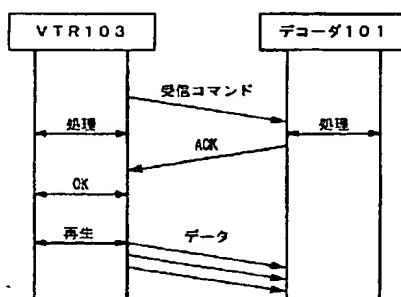 VTR103
デコーダ101
受信コマンド
処理
処理
ACK
OK
再生
データ